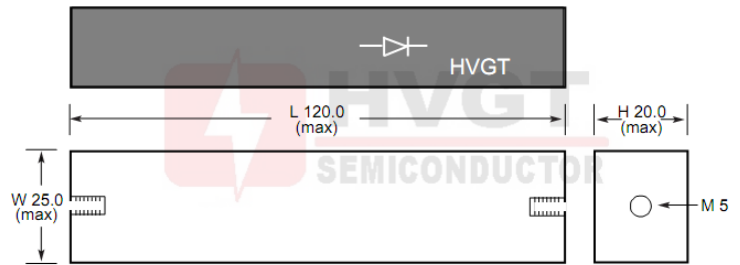 HVGT
L 120.0
(max)
H 20.0
(max)
HVGT
SEMICONDUCTOR
W 25.0
(max)
M 5